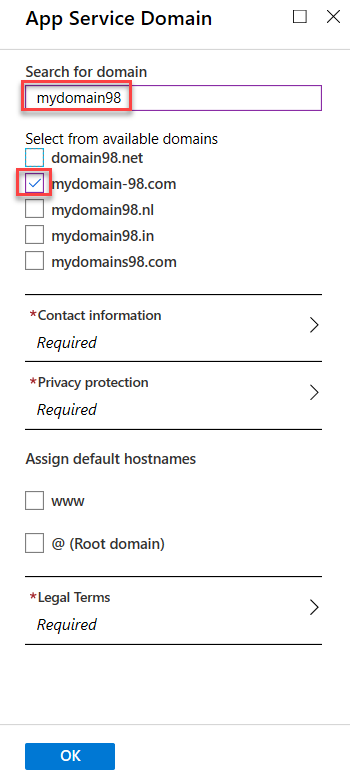 App Service Domain
Search for domain
mydomain98
Select from available domains
domain98.net
mydomain-98.com
mydomain98.nl
mydomain98.in
mydomains98.com
*Contact information
Required
*Privacy protection
Required
Assign default hostnames
www
@ (Root domain)
*Legal Terms
Required
OK